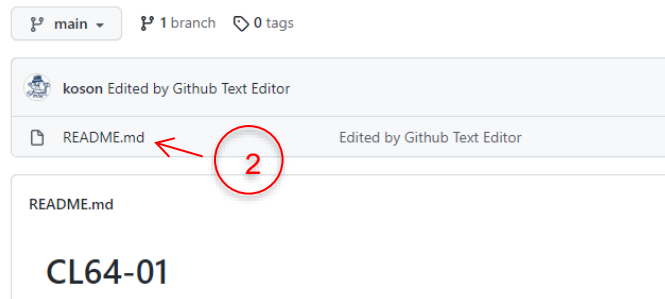 main 1 branch 0 tags
koson Edited by Github Text Editor
README.md Edited by Github Text Editor
2
README.md
CL64-01